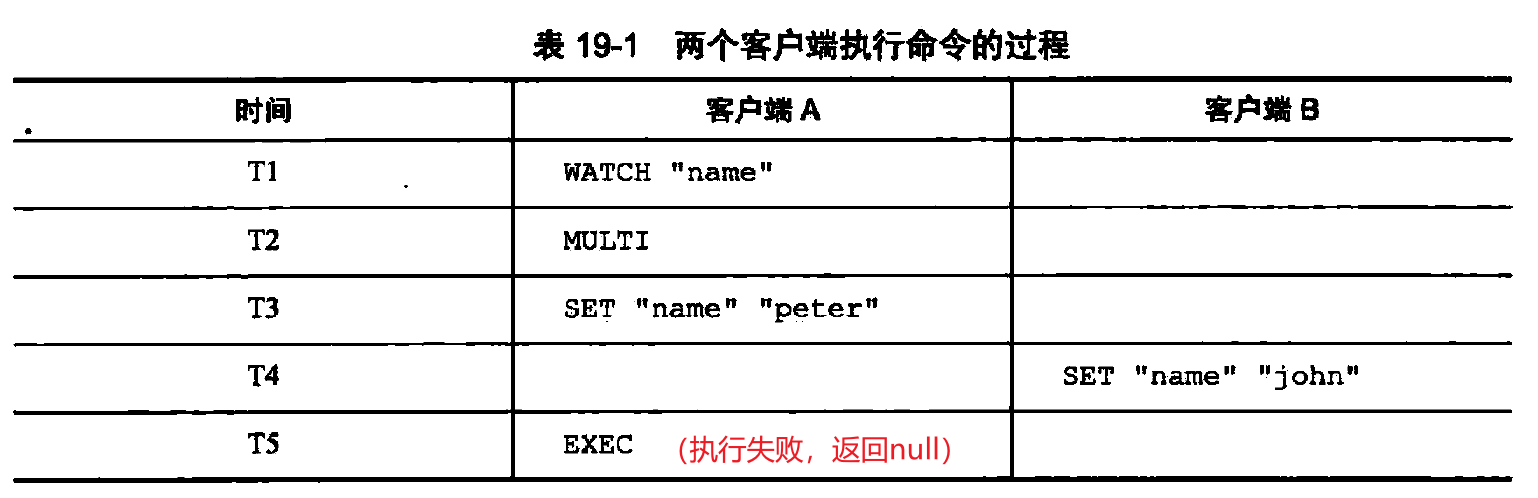 表 19-1 两个客户端执行命令的过程
时间 客户端 A 客户端 B
T1 WATCH "name"
T2 MULTI
T3 SET "name" "peter"
T4 SET "name" "john"
T5 EXEC (执行失败，返回null)